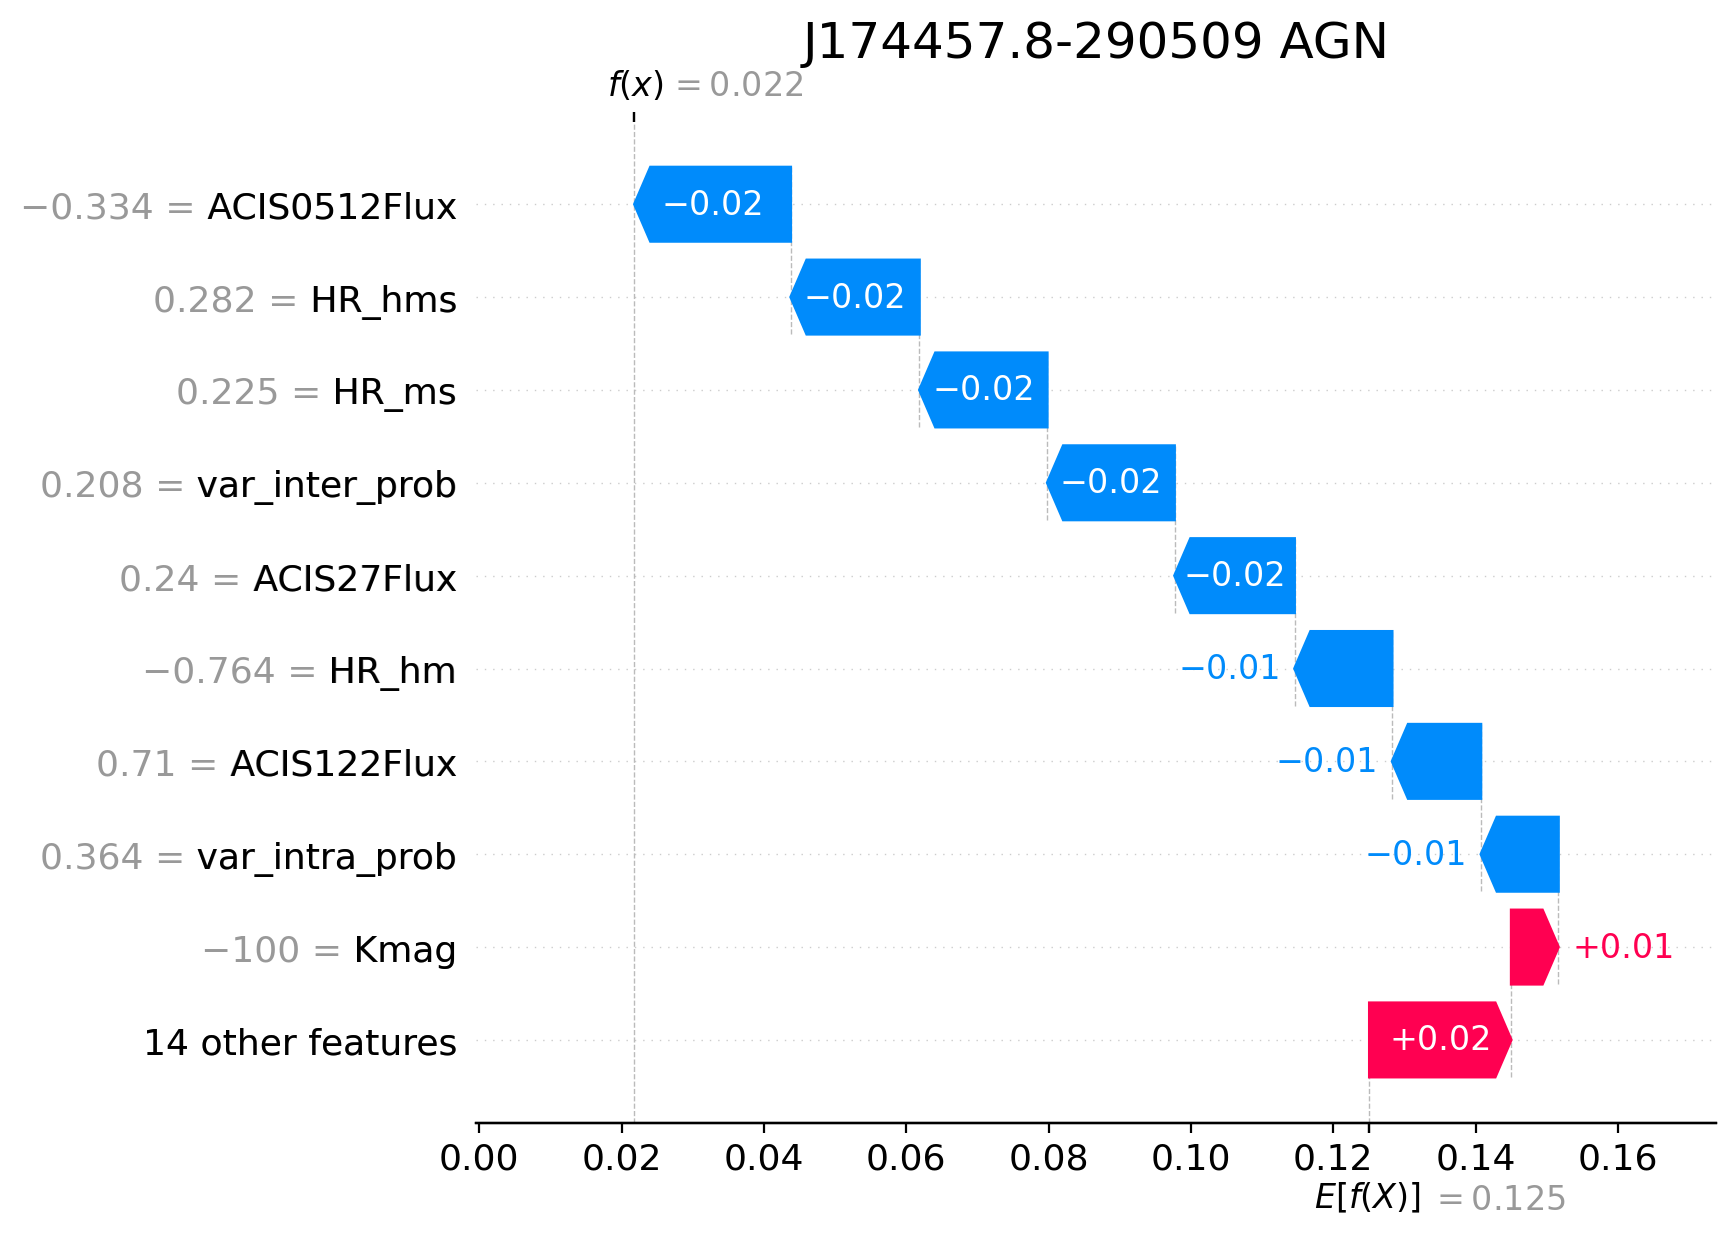 J174457.8-290509 AGN
f(x) = 0.022
−0.334 = ACIS0512Flux −0.02
0.282 = HR_hms −0.02
0.225 = HR_ms −0.02
0.208 = var_inter_prob −0.02
0.24 = ACIS27Flux −0.02
−0.764 = HR_hm −0.01
0.71 = ACIS122Flux −0.01
0.364 = var_intra_prob −0.01
−100 = Kmag +0.01
14 other features +0.02
0.00 0.02 0.04 0.06 0.08 0.10 0.12 0.14 0.16
E[f(X)] = 0.125